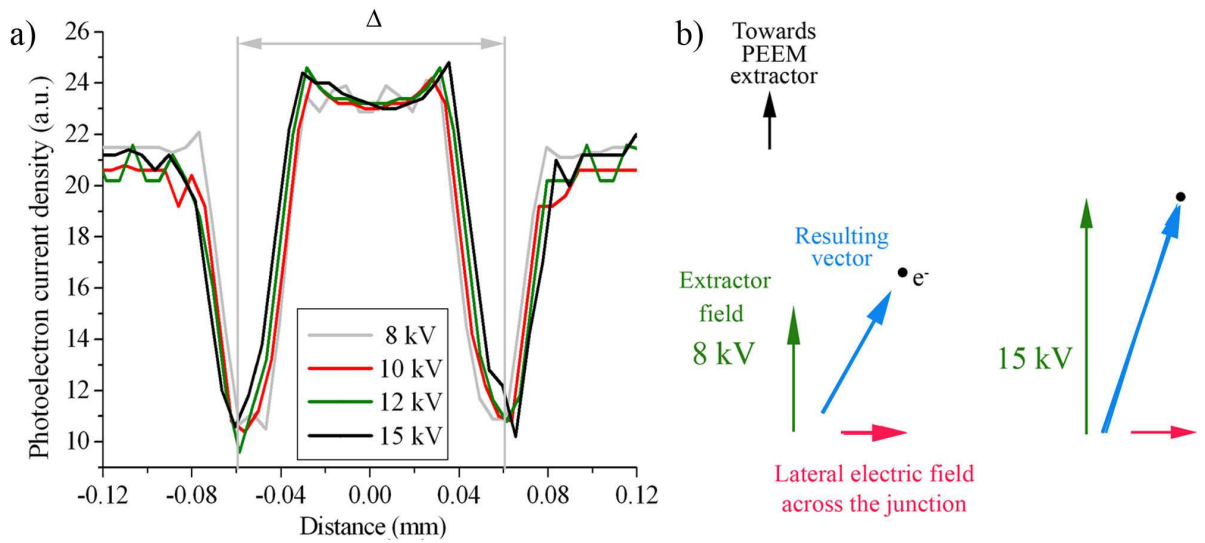 a)
Δ
Photoelectron current density (a.u.)
26
24
22
20
18
16
14
12
10
8 kV
10 kV
12 kV
15 kV
-0.12
-0.08
-0.04
0.00
0.04
0.08
0.12
Distance (mm)
b)
Towards
PEEM
extractor
Resulting
vector
e-
Extractor
field
8 kV
15 kV
Lateral electric field
across the junction